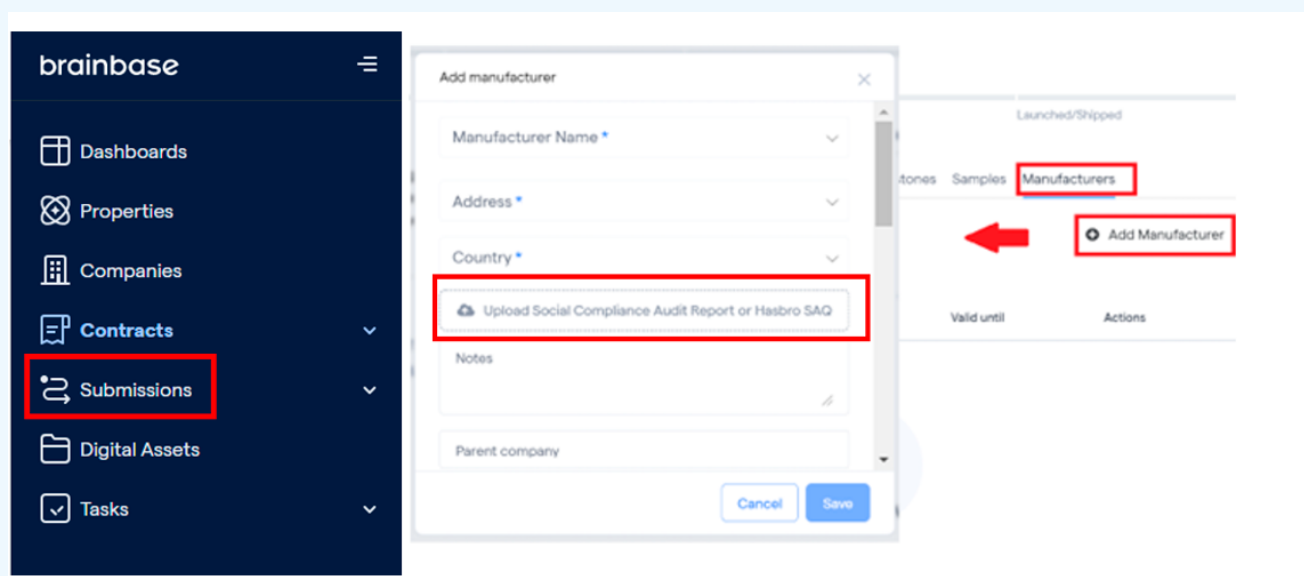 brainbase
Dashboards
Properties
Companies
Contracts
Submissions
Digital Assets
Tasks
Add manufacturer
Manufacturer Name *
Address *
Country *
Upload Social Compliance Audit Report or Hasbro SAQ
Notes
Parent company
Cancel Save
Launched/Shipped
tones Samples Manufacturers
Add Manufacturer
Valid until Actions